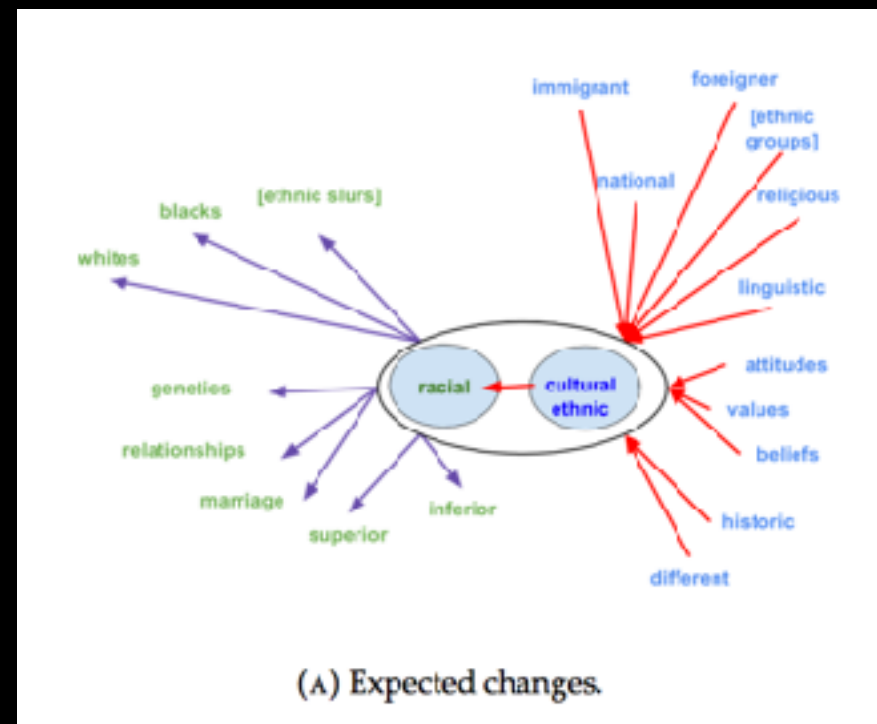 immigrant
foreigner
[ethnic
groups]
national
religious
[ethnic slurs]
blacks
whites
linguistic
attitudes
racial
cultural
ethnic
genetics
values
relationships
beliefs
marriage
inferior
superior
historic
different
(A) Expected changes.